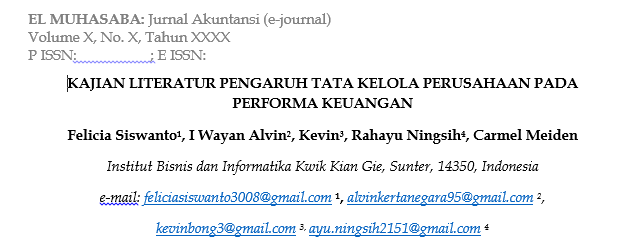 EL MUHASABA: Jurnal Akuntansi (e-journal)
Volume X, No. X, Tahun XXXX
P ISSN: ; E ISSN:
KAJIAN LITERATUR PENGARUH TATA KELOLA PERUSAHAAN PADA
PERFORMA KEUANGAN
Felicia Siswanto¹, I Wayan Alvin², Kevin³, Rahayu Ningsih⁴, Carmel Meiden
Institut Bisnis dan Informatika Kwik Kian Gie, Sunter, 14350, Indonesia
e-mail: feliciasiswanto3008@gmail.com ¹, alvinkertanegara95@gmail.com ²,
kevinbong3@gmail.com ³, ayu.ningsih2151@gmail.com ⁴